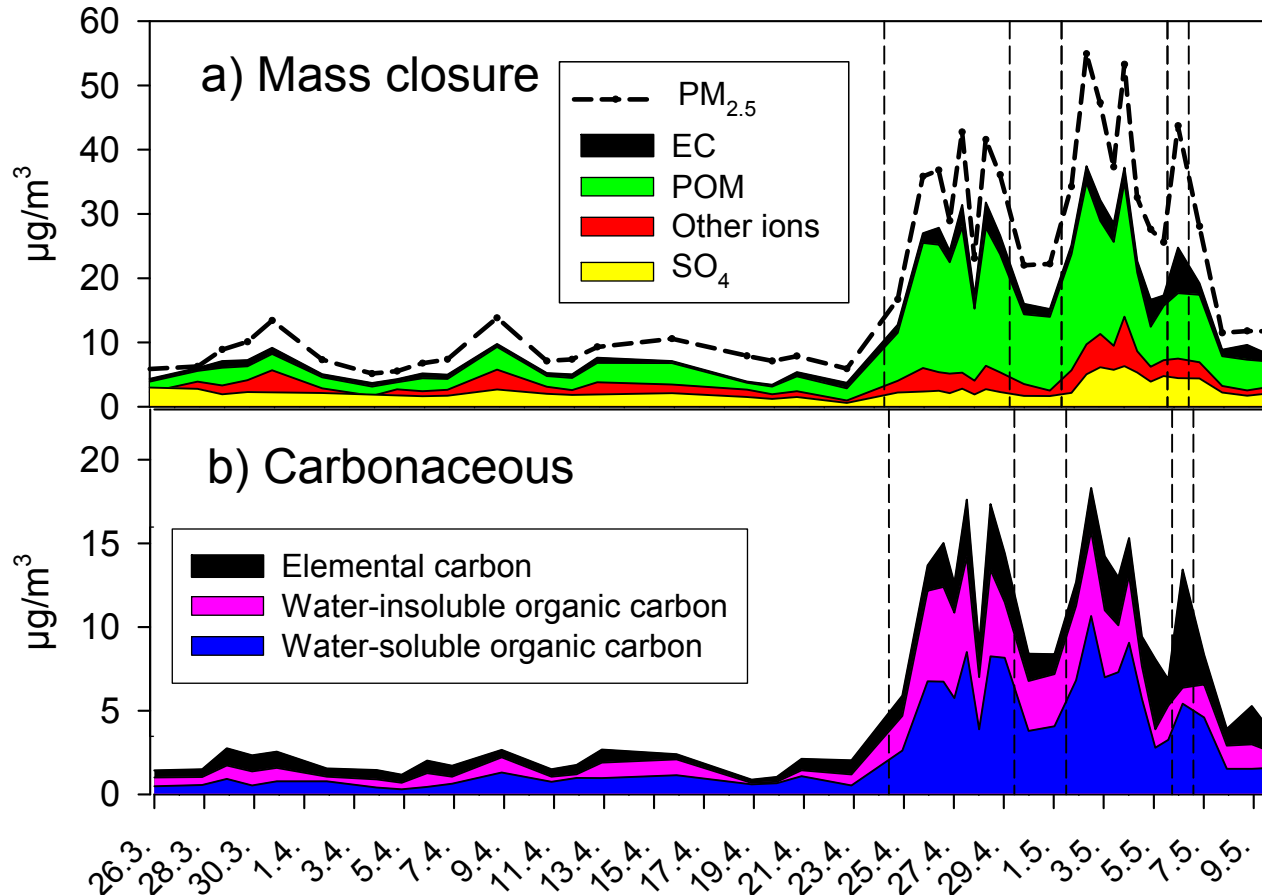 60
50
40
30
20
10
0
µg/m³
a) Mass closure
PM₂.₅
EC
POM
Other ions
SO₄
20
15
10
5
0
µg/m³
b) Carbonaceous
Elemental carbon
Water-insoluble organic carbon
Water-soluble organic carbon
26.3. 28.3. 30.3. 1.4. 3.4. 5.4. 7.4. 9.4. 11.4. 13.4. 15.4. 17.4. 19.4. 21.4. 23.4. 25.4. 27.4. 29.4. 1.5. 3.5. 5.5. 7.5. 9.5.